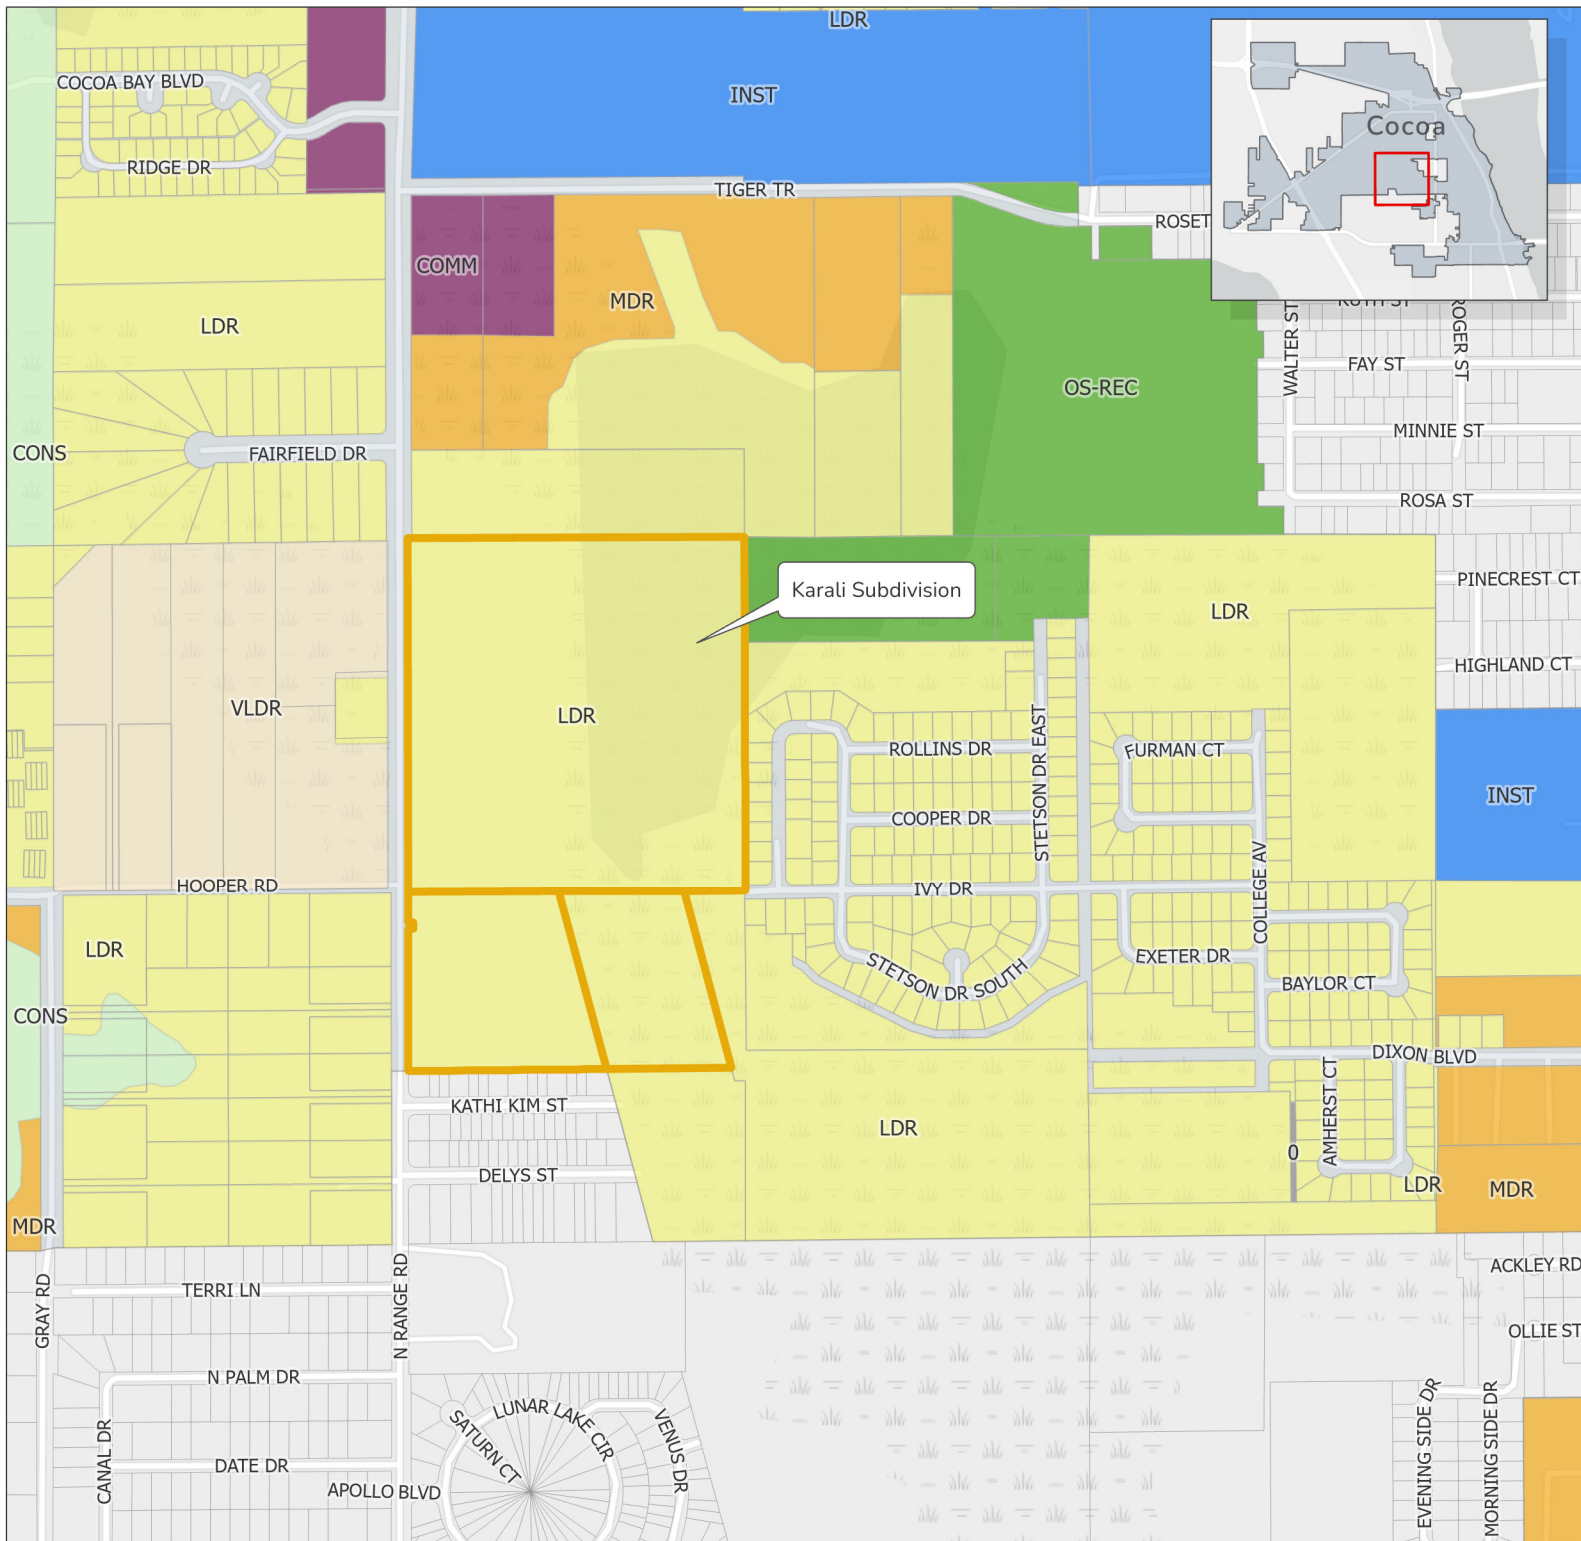 LDR
COCOA BAY BLVD
INST
Cocoa
RIDGE DR
TIGER TR
ROSET
COMM
MDR
LDR
RUTH ST
WALTER ST
ROGER ST
FAY ST
OS-REC
MINNIE ST
CONS
FAIRFIELD DR
ROSA ST
Karali Subdivision
PINECREST CT
LDR
HIGHLAND CT
VLDR
LDR
STETSON DR EAST
ROLLINS DR
FURMAN CT
INST
COOPER DR
HOOPER RD
IVY DR
COLLEGE AV
LDR
STETSON DR SOUTH
EXETER DR
BAYLOR CT
CONS
DIXON BLVD
KATHI KIM ST
LDR
AMHERST CT
0
DELYS ST
LDR
MDR
MDR
GRAY RD
N RANGE RD
TERRI LN
ACKLEY RD
OLLIE ST
N PALM DR
CANAL DR
LUNAR LAKE CIR
SATURN CT
VENUS DR
EVENING SIDE DR
MORNING SIDE DR
DATE DR
APOLLO BLVD